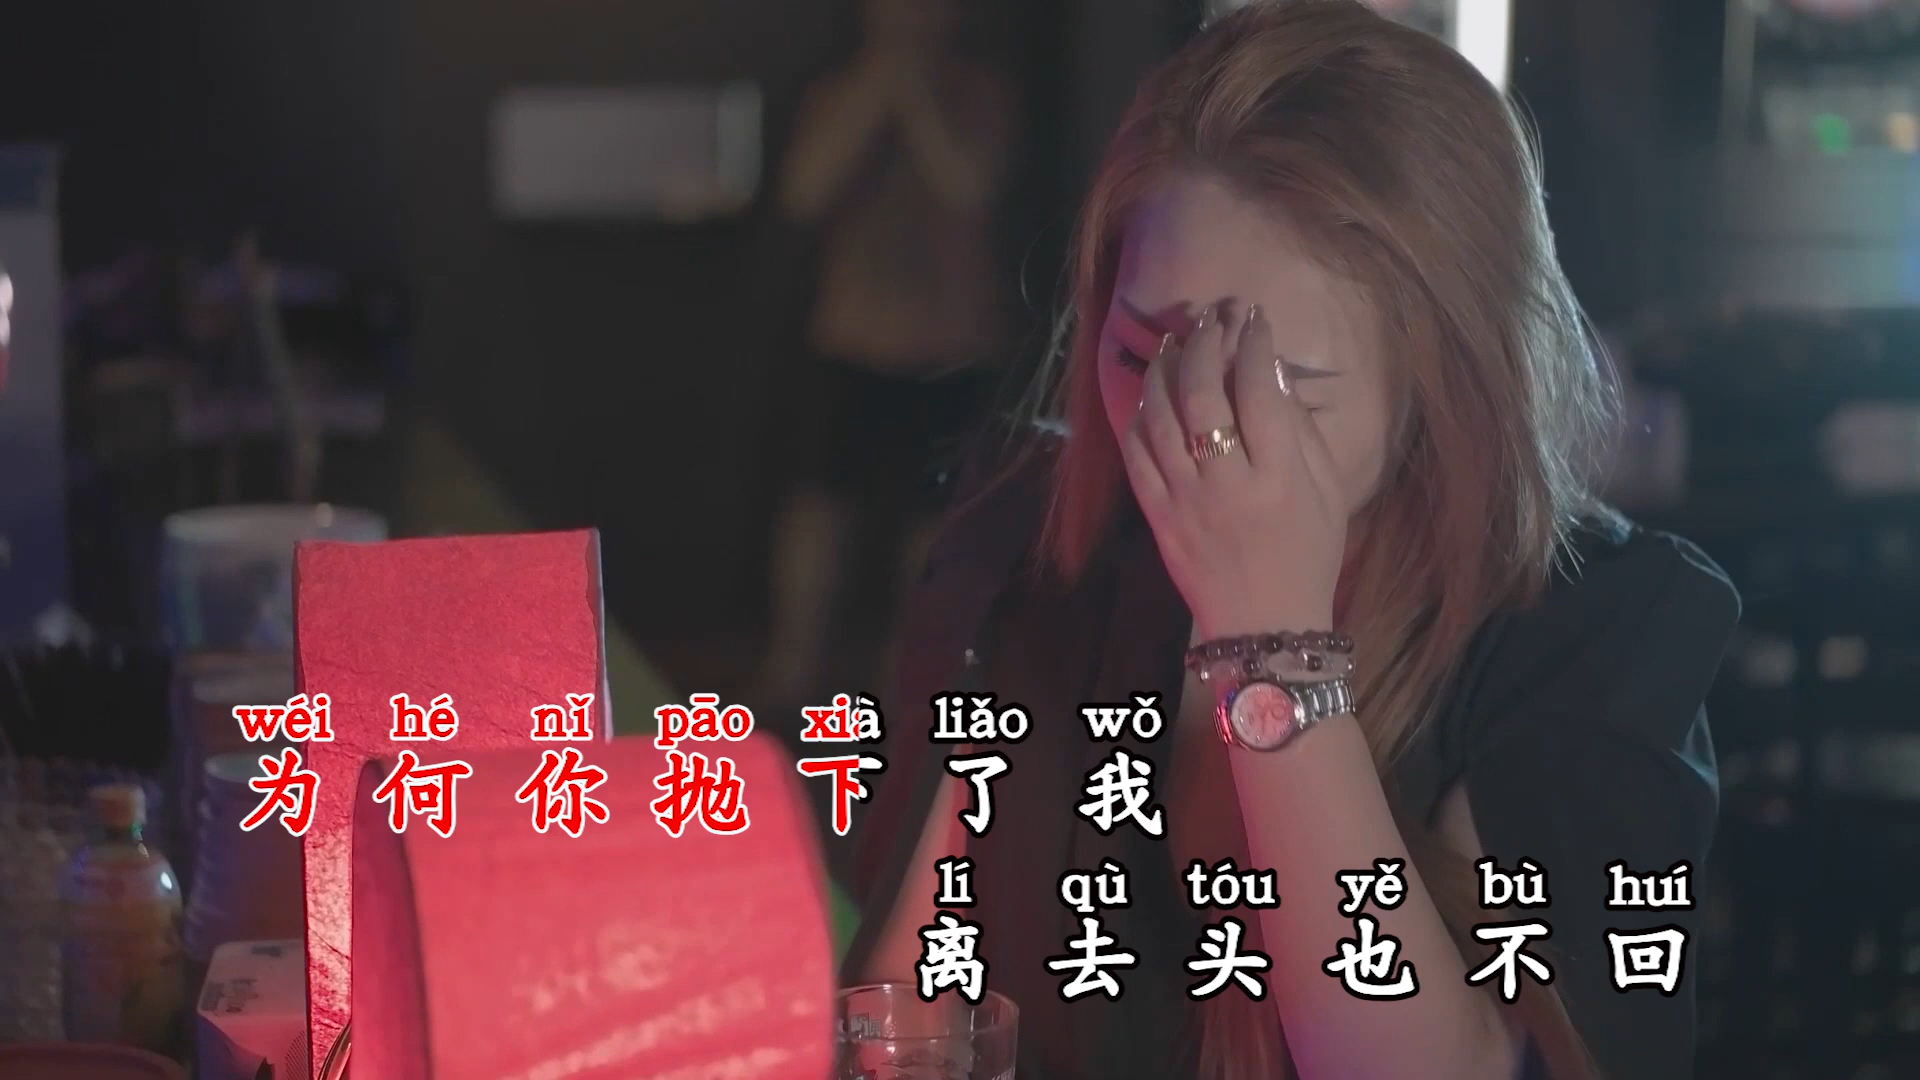 wéi hé nǐ pāo xià liǎo wǒ
为何你抛下了我
lí qù tóu yě bù huí
离去头也不回